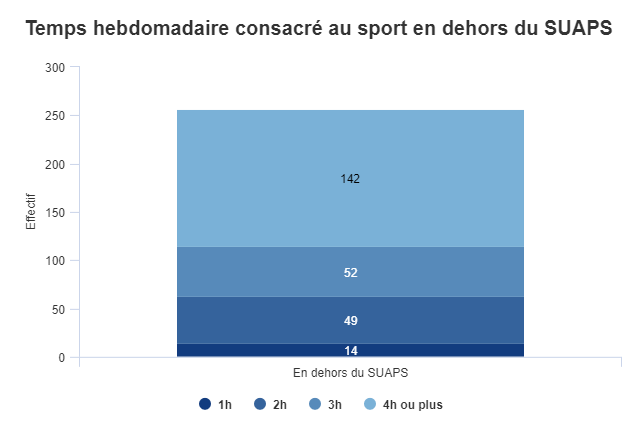 Temps hebdomadaire consacré au sport en dehors du SUAPS
300
250
200
150
100
50
0
Effectif
142
52
49
14
En dehors du SUAPS
1h 2h 3h 4h ou plus